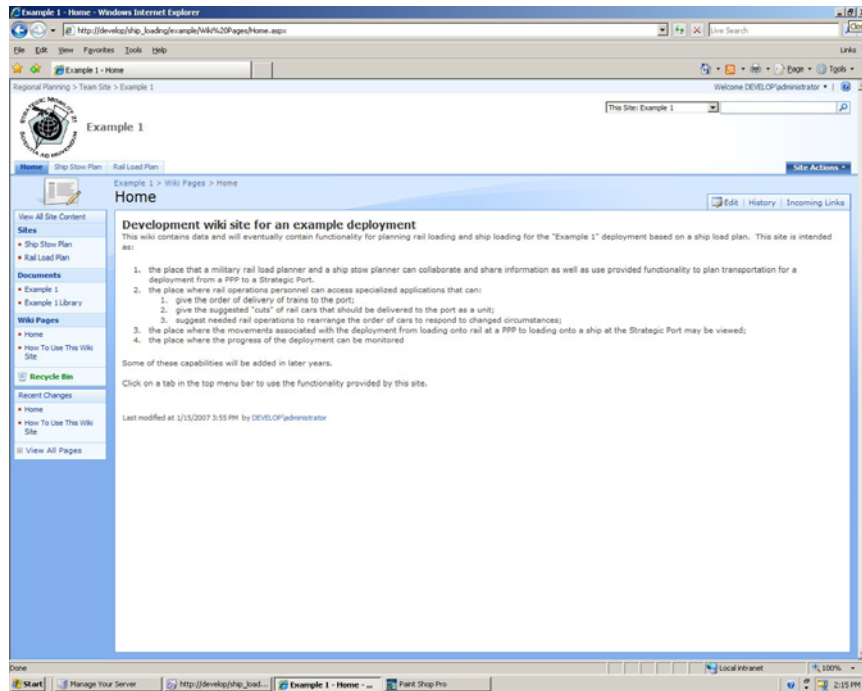 Example 1 - Home - Windows Internet Explorer
http://develop/ship_loading/example/Wiki%20Pages/Home.aspx
Live Search
File Edit View Favorites Tools Help
Links
Example 1 - Home
Page Tools
Regional Planning > Team Site > Example 1
Welcome DEVELOP\administrator
STRATEGIC MOBILITY 21
Example 1
This Site: Example 1
Home Ship Stow Plan Rail Load Plan
Site Actions
Example 1 > Wiki Pages > Home
Home
Edit | History | Incoming Links
View All Site Content
Sites
Ship Stow Plan
Rail Load Plan
Documents
Example 1
Example 1 Library
Wiki Pages
Home
How To Use This Wiki
Site
Recycle Bin
Recent Changes
Home
How To Use This Wiki
Site
View All Pages
Development wiki site for an example deployment
This wiki contains data and will eventually contain functionality for planning rail loading and ship loading for the "Example 1" deployment based on a ship load plan. This site is intended
as:
1. the place that a military rail load planner and a ship stow planner can collaborate and share information as well as use provided functionality to plan transportation for a
deployment from a PPP to a Strategic Port.
2. the place where rail operations personnel can access specialized applications that can:
1. give the order of delivery of trains to the port;
2. give the suggested "cuts" of rail cars that should be delivered to the port as a unit;
3. suggest needed rail operations to rearrange the order of cars to respond to changed circumstances;
3. the place where the movements associated with the deployment from loading onto rail at a PPP to loading onto a ship at the Strategic Port may be viewed;
4. the place where the progress of the deployment can be monitored
Some of these capabilities will be added in later years.
Click on a tab in the top menu bar to use the functionality provided by this site.
Last modified at 1/15/2007 3:55 PM by DEVELOP\administrator
Done
Local intranet
100%
Start
Manage Your Server
http://develop/ship_load...
Example 1 - Home - ...
Paint Shop Pro
2:15 PM